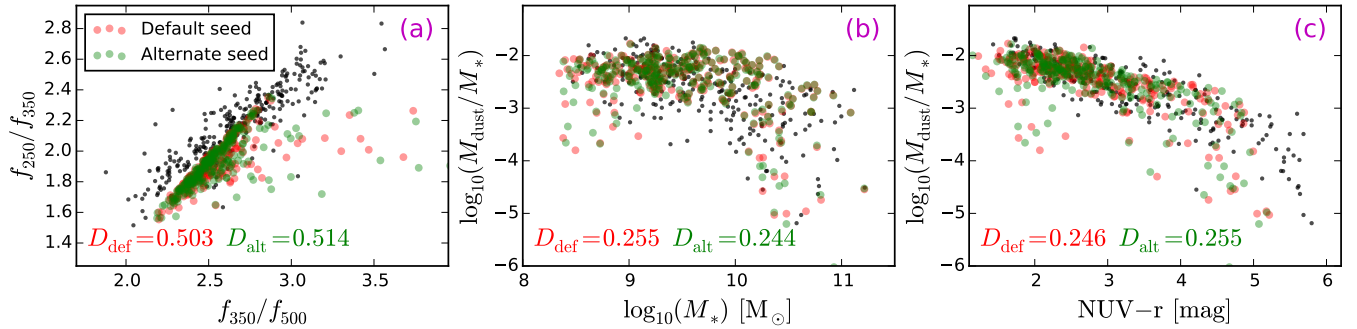 2.8
2.6
2.4
2.2
2.0
1.8
1.6
1.4
f250/f350
Default seed
Alternate seed
(a)
Ddef=0.503 Dalt=0.514
2.0 2.5 3.0 3.5
f350/f500
−1
−2
−3
−4
−5
−6
log10(Mdust/M*)
(b)
Ddef=0.255 Dalt=0.244
9 10 11
log10(M*) [M⊙]
−1
−2
−3
−4
−5
−6
log10(Mdust/M*)
(c)
Ddef=0.246 Dalt=0.255
2 3 4 5 6
NUV−r [mag]